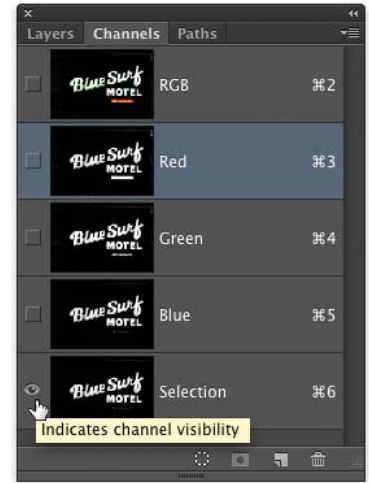 Layers Channels Paths
Blue Surf
MOTEL
RGB ⌘2
Blue Surf
MOTEL
Red ⌘3
Blue Surf
MOTEL
Green ⌘4
Blue Surf
MOTEL
Blue ⌘5
Blue Surf
MOTEL
Selection ⌘6
Indicates channel visibility